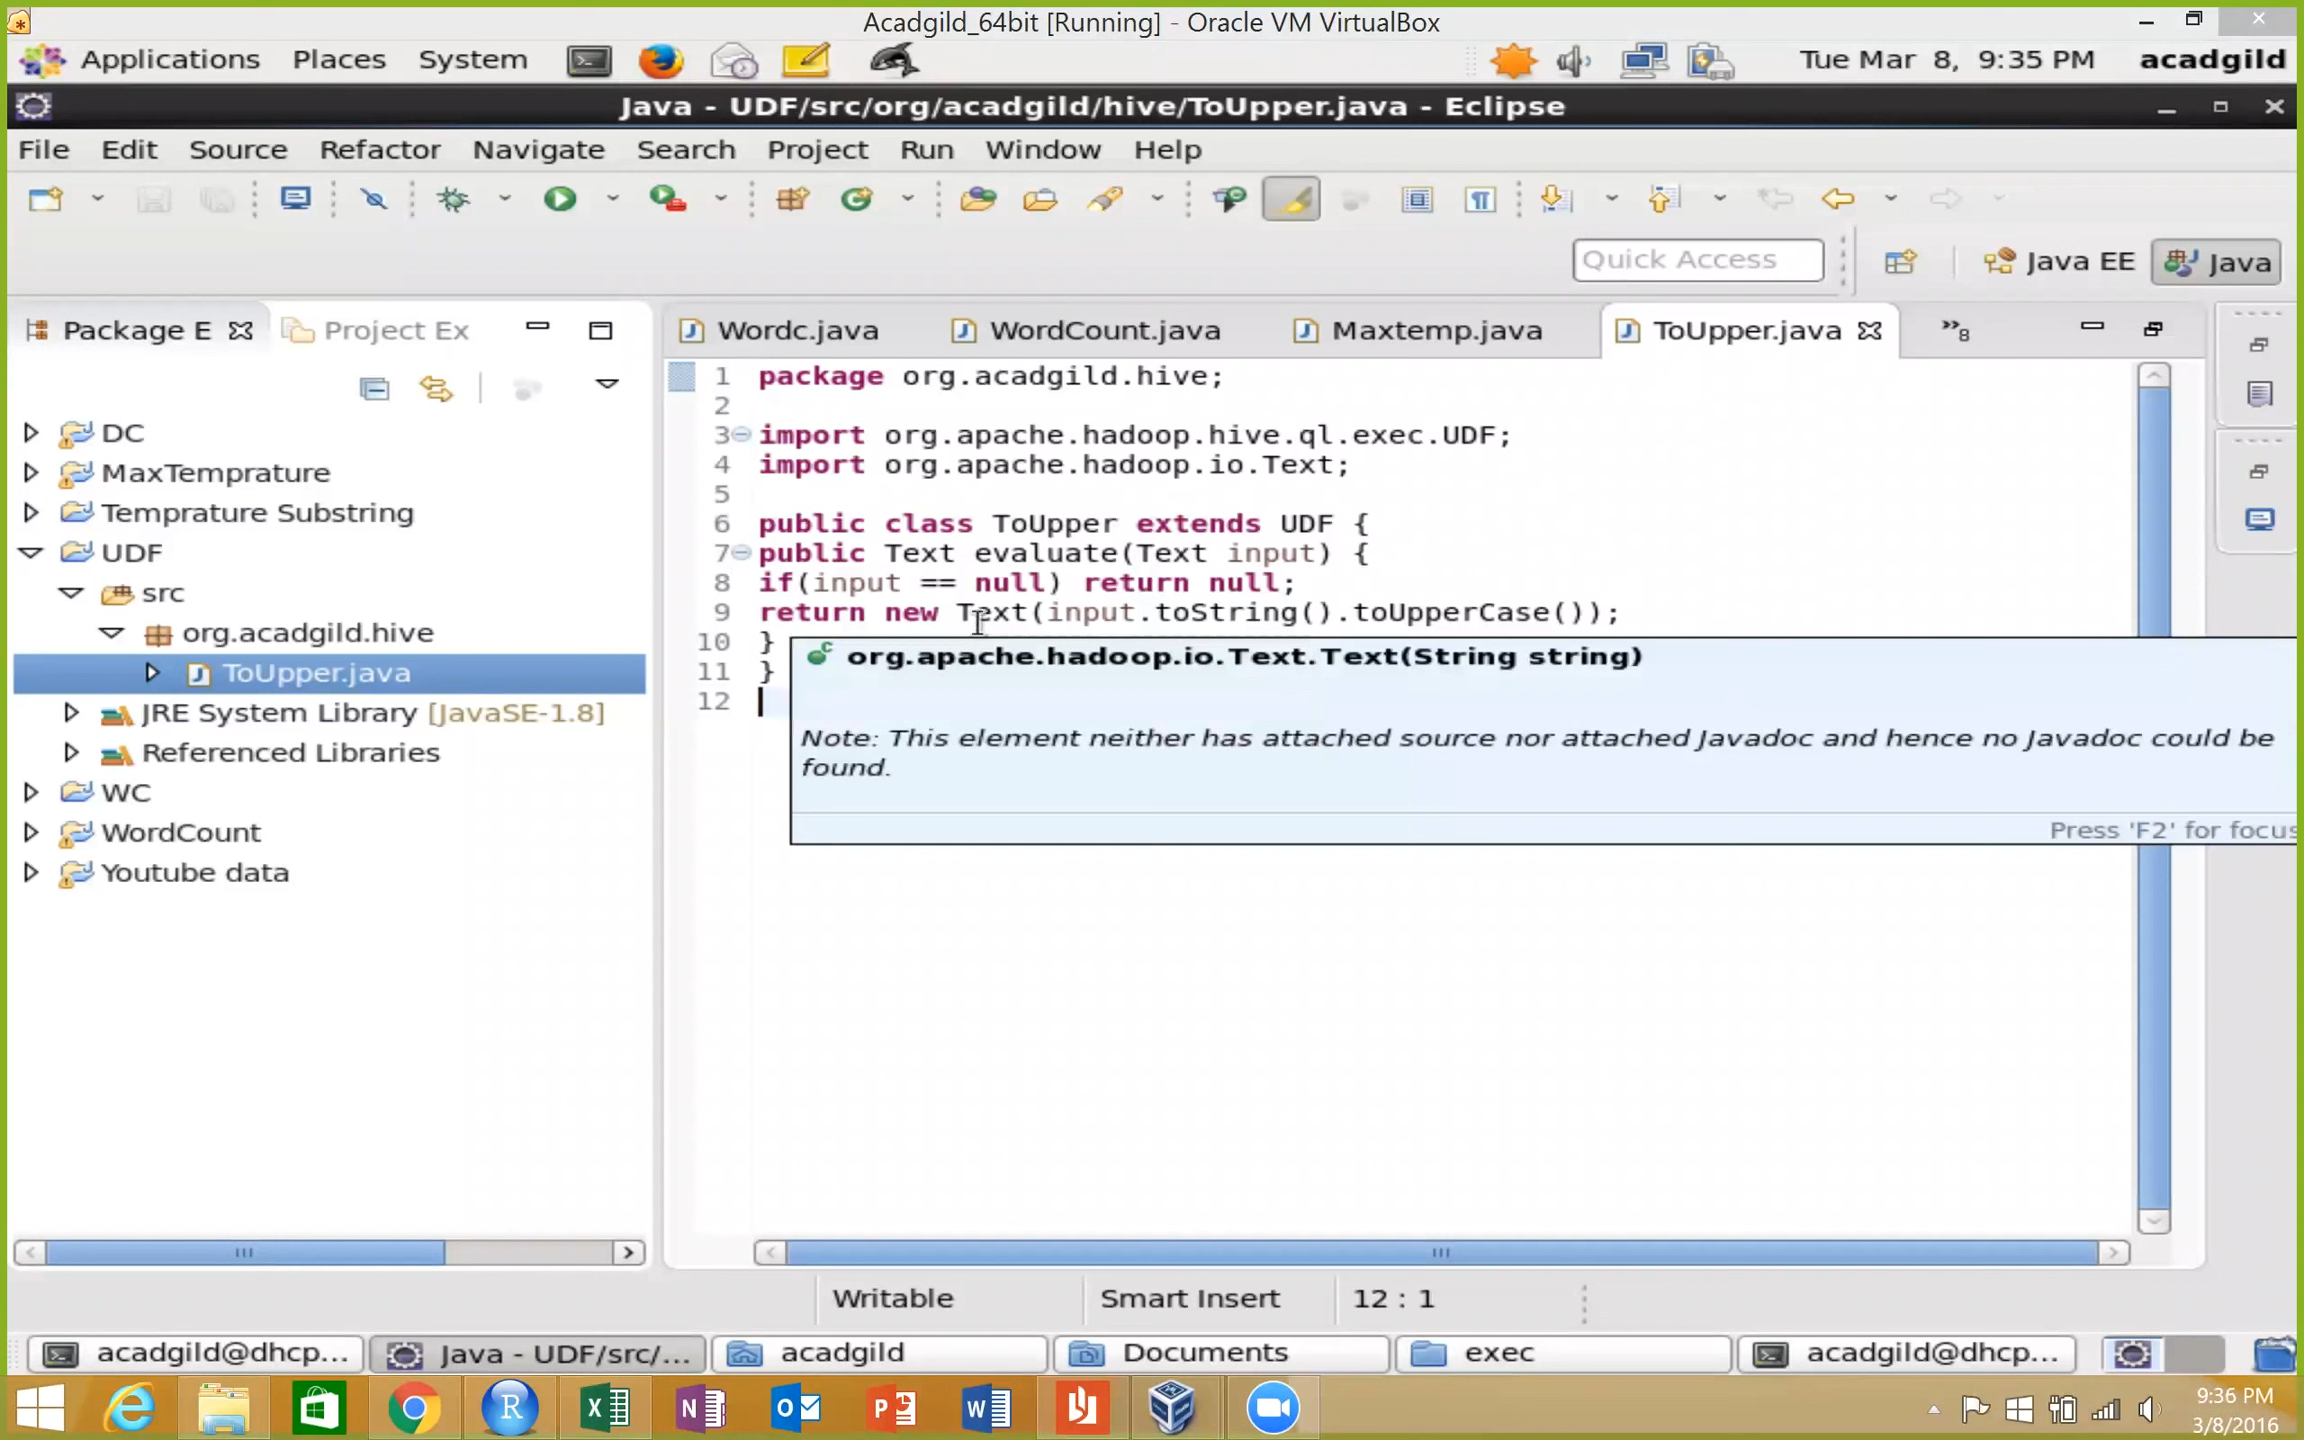 Acadgild_64bit [Running] - Oracle VM VirtualBox
Applications Places System Tue Mar 8, 9:35 PM acadgild
Java - UDF/src/org/acadgild/hive/ToUpper.java - Eclipse
File Edit Source Refactor Navigate Search Project Run Window Help
Quick Access Java EE Java
Package E Project Ex
Wordc.java WordCount.java Maxtemp.java ToUpper.java »8
DC
MaxTemprature
Temprature Substring
UDF
src
org.acadgild.hive
ToUpper.java
JRE System Library [JavaSE-1.8]
Referenced Libraries
WC
WordCount
Youtube data
1 package org.acadgild.hive;
2
3 import org.apache.hadoop.hive.ql.exec.UDF;
4 import org.apache.hadoop.io.Text;
5
6 public class ToUpper extends UDF {
7 public Text evaluate(Text input) {
8 if(input == null) return null;
9 return new Text(input.toString().toUpperCase());
10 }
11 }
12
org.apache.hadoop.io.Text.Text(String string)
Note: This element neither has attached source nor attached Javadoc and hence no Javadoc could be
found.
Press 'F2' for focus
Writable Smart Insert 12 : 1
acadgild@dhcp... Java - UDF/src/... acadgild Documents exec acadgild@dhcp...
9:36 PM
3/8/2016